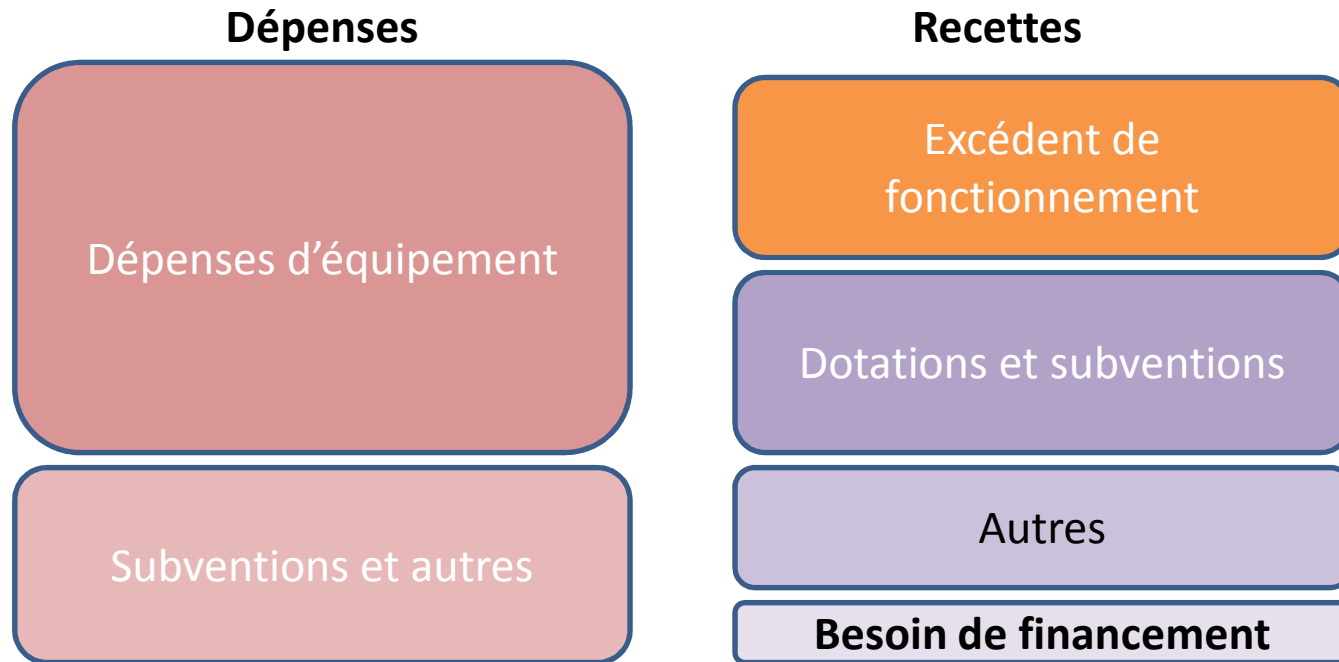 Dépenses
Dépenses d’équipement
Subventions et autres
Recettes
Excédent de
fonctionnement
Dotations et subventions
Autres
Besoin de financement